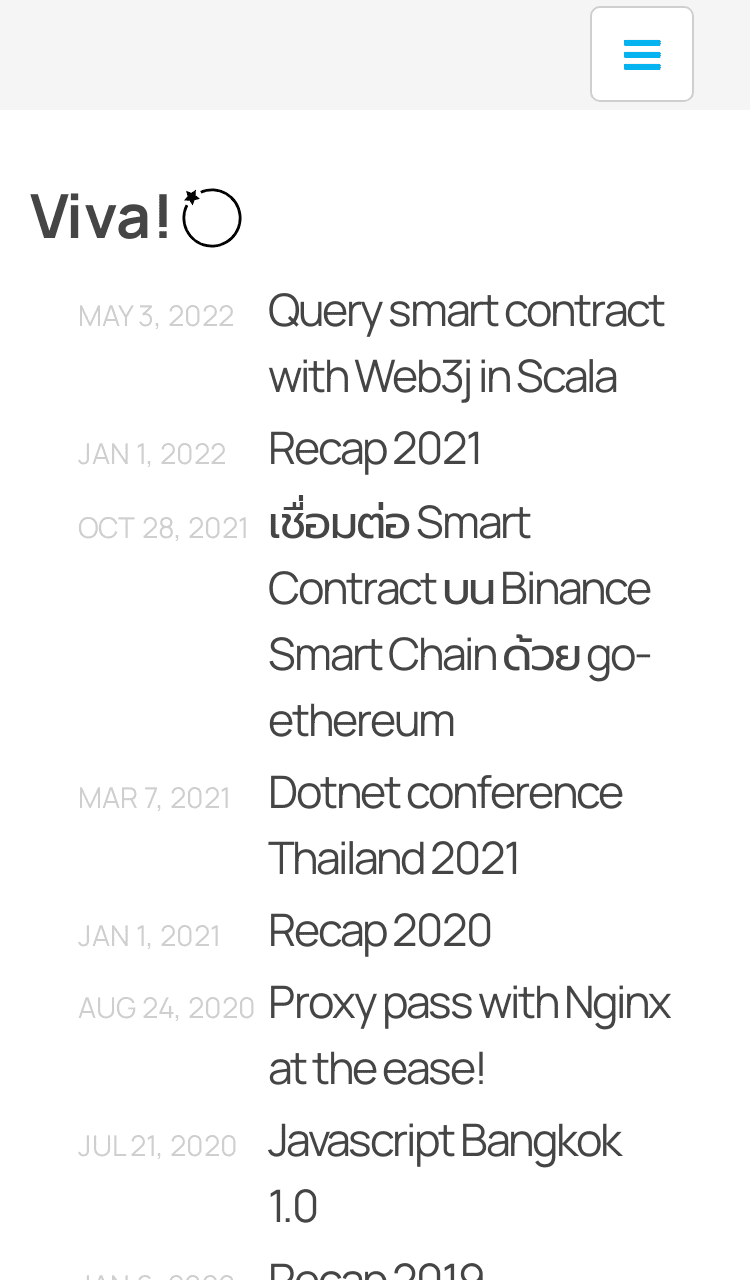 Viva!
MAY 3, 2022 Query smart contract
with Web3j in Scala
JAN 1, 2022 Recap 2021
OCT 28, 2021 เชื่อมต่อ Smart
Contract บน Binance
Smart Chain ด้วย go-
ethereum
MAR 7, 2021 Dotnet conference
Thailand 2021
JAN 1, 2021 Recap 2020
AUG 24, 2020 Proxy pass with Nginx
at the ease!
JUL 21, 2020 Javascript Bangkok
1.0
Recap 2019